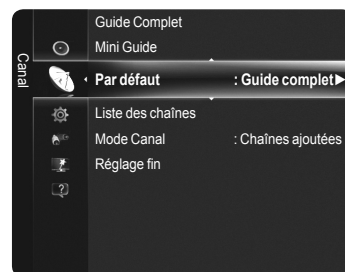 Canal
Guide Complet
Mini Guide
Par défaut : Guide complet►
Liste des chaînes
Mode Canal : Chaînes ajoutées
Réglage fin